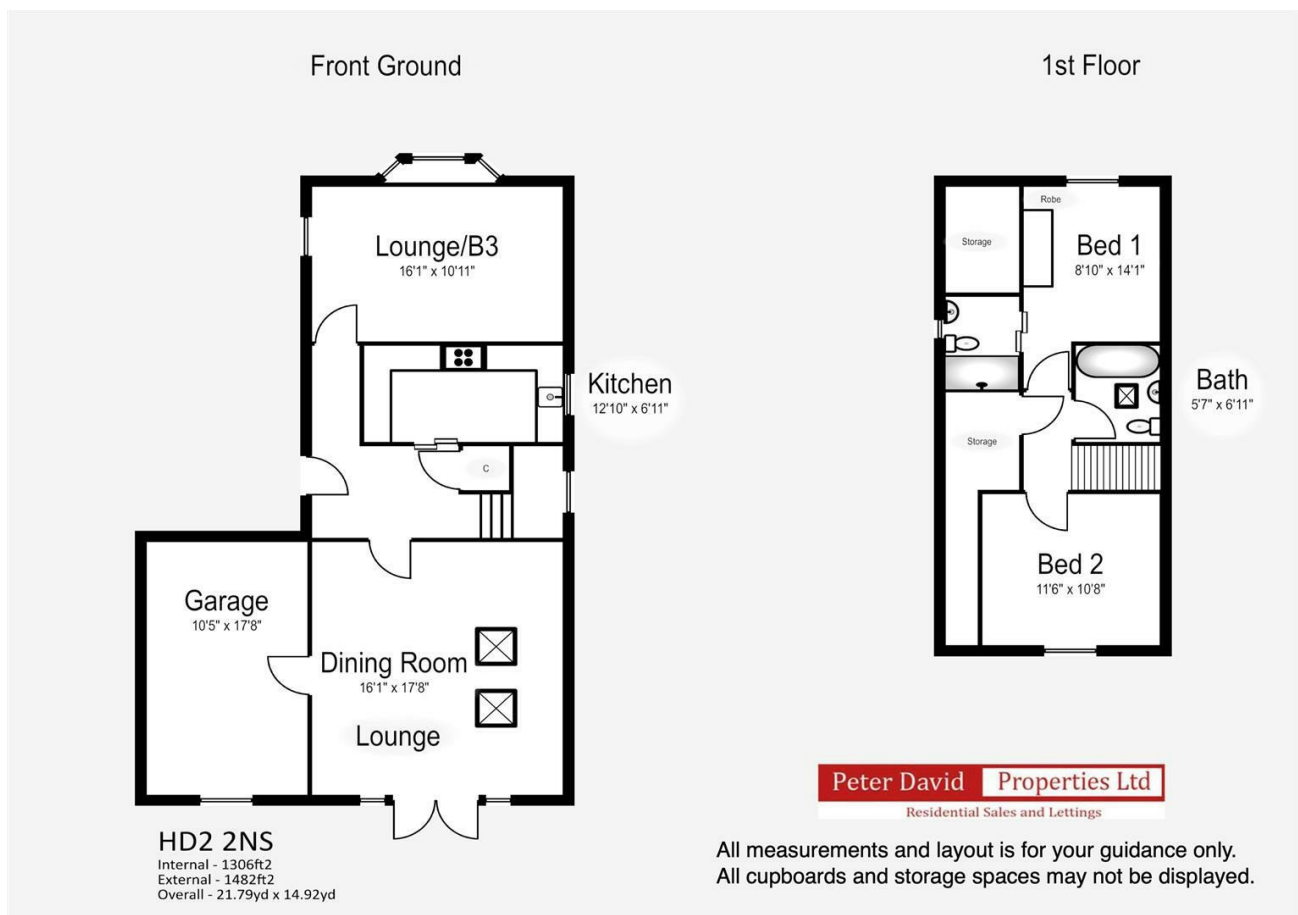 Front Ground
1st Floor
Lounge/B3
16'1" x 10'11"
Kitchen
12'10" x 6'11"
C
Garage
10'5" x 17'8"
Dining Room
16'1" x 17'8"
Lounge
Robe
Storage
Bed 1
8'10" x 14'1"
Bath
5'7" x 6'11"
Storage
Bed 2
11'6" x 10'8"
HD2 2NS
Internal - 1306ft2
External - 1482ft2
Overall - 21.79yd x 14.92yd
Peter David Properties Ltd
Residential Sales and Lettings
All measurements and layout is for your guidance only.
All cupboards and storage spaces may not be displayed.